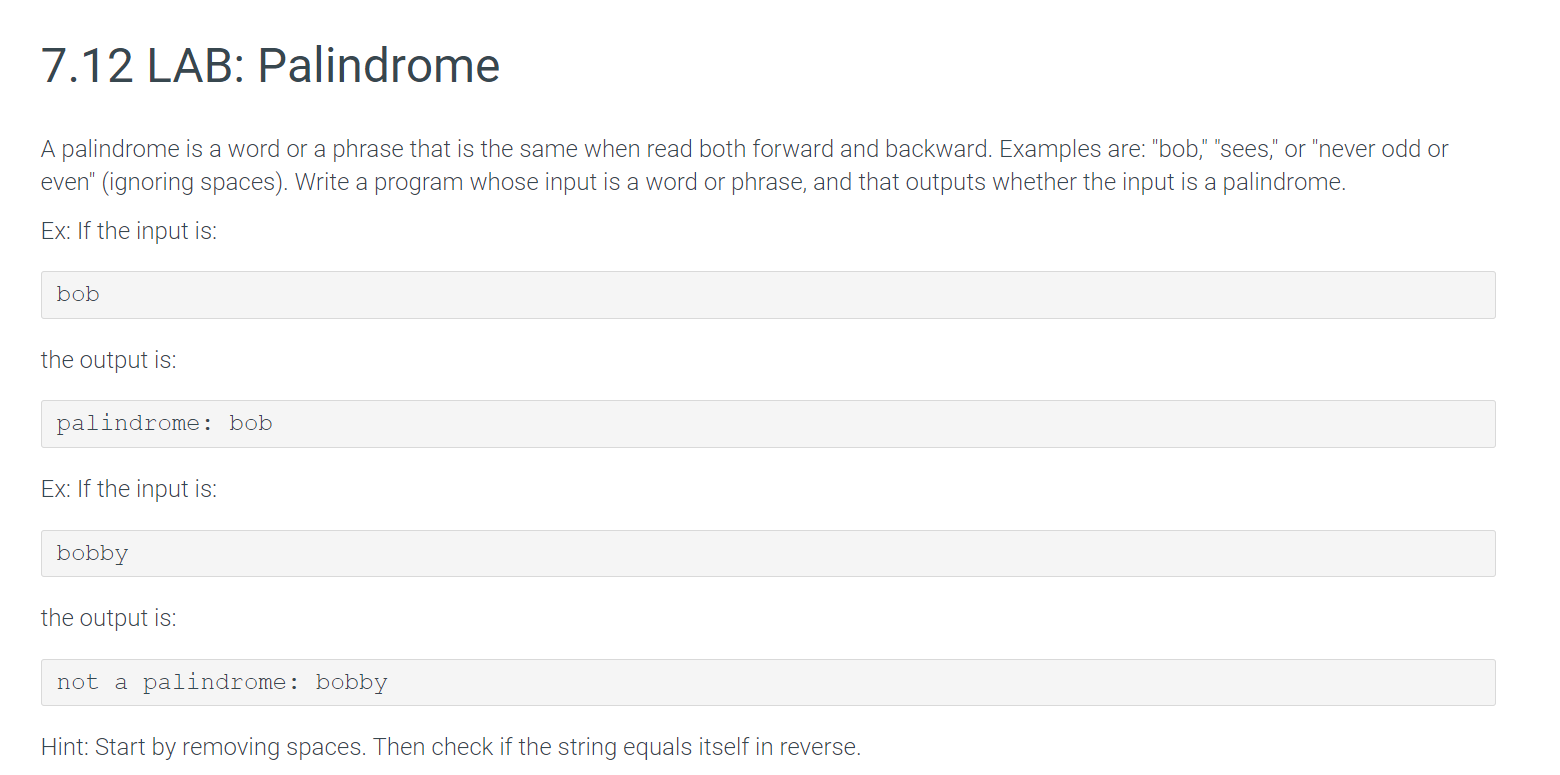 7.12 LAB: Palindrome
A palindrome is a word or a phrase that is the same when read both forward and backward. Examples are: "bob," "sees," or "never odd or
even" (ignoring spaces). Write a program whose input is a word or phrase, and that outputs whether the input is a palindrome.
Ex: If the input is:
bob
the output is:
palindrome: bob
Ex: If the input is:
bobby
the output is:
not a palindrome: bobby
Hint: Start by removing spaces. Then check if the string equals itself in reverse.